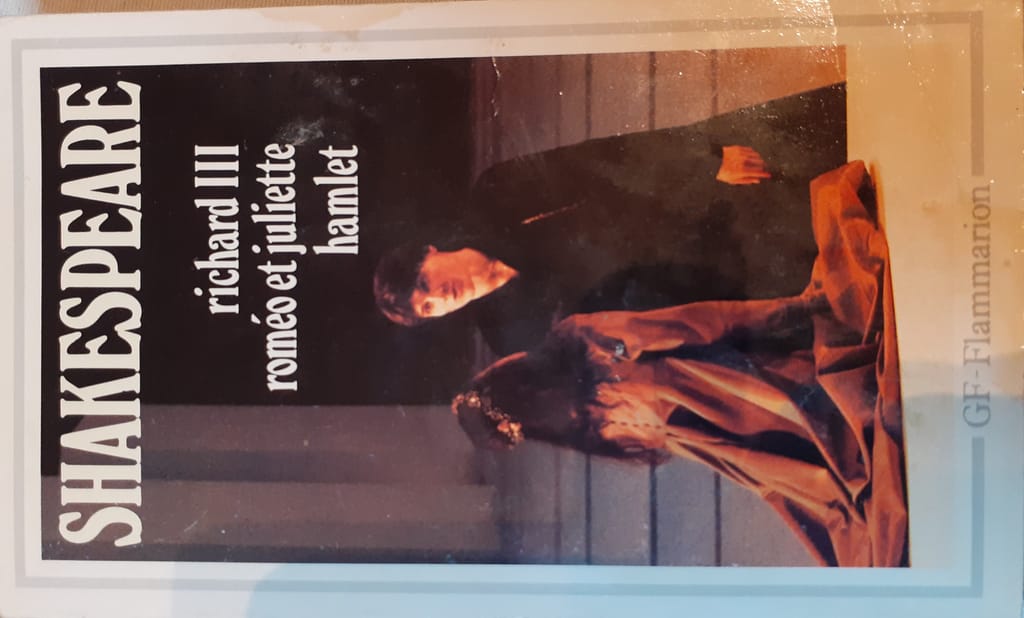 SHAKESPEARE
richard III
roméo et juliette
hamlet
GF-Flammarion